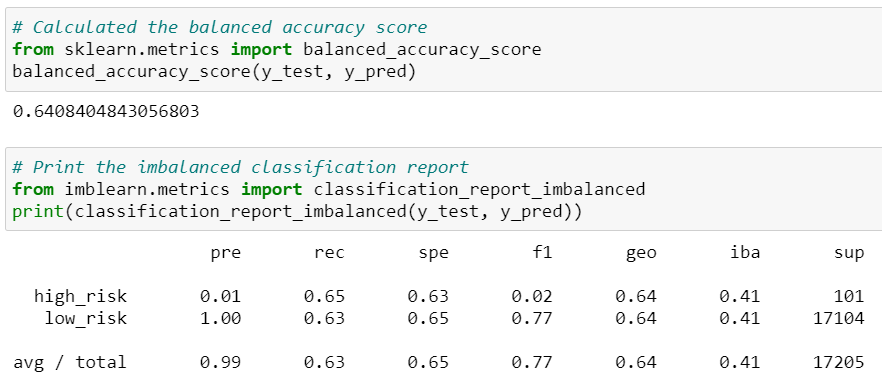 # Calculated the balanced accuracy score
from sklearn.metrics import balanced_accuracy_score
balanced_accuracy_score(y_test, y_pred)
0.6408404843056803
# Print the imbalanced classification report
from imblearn.metrics import classification_report_imbalanced
print(classification_report_imbalanced(y_test, y_pred))
pre rec spe f1 geo iba sup
high_risk 0.01 0.65 0.63 0.02 0.64 0.41 101
low_risk 1.00 0.63 0.65 0.77 0.64 0.41 17104
avg / total 0.99 0.63 0.65 0.77 0.64 0.41 17205